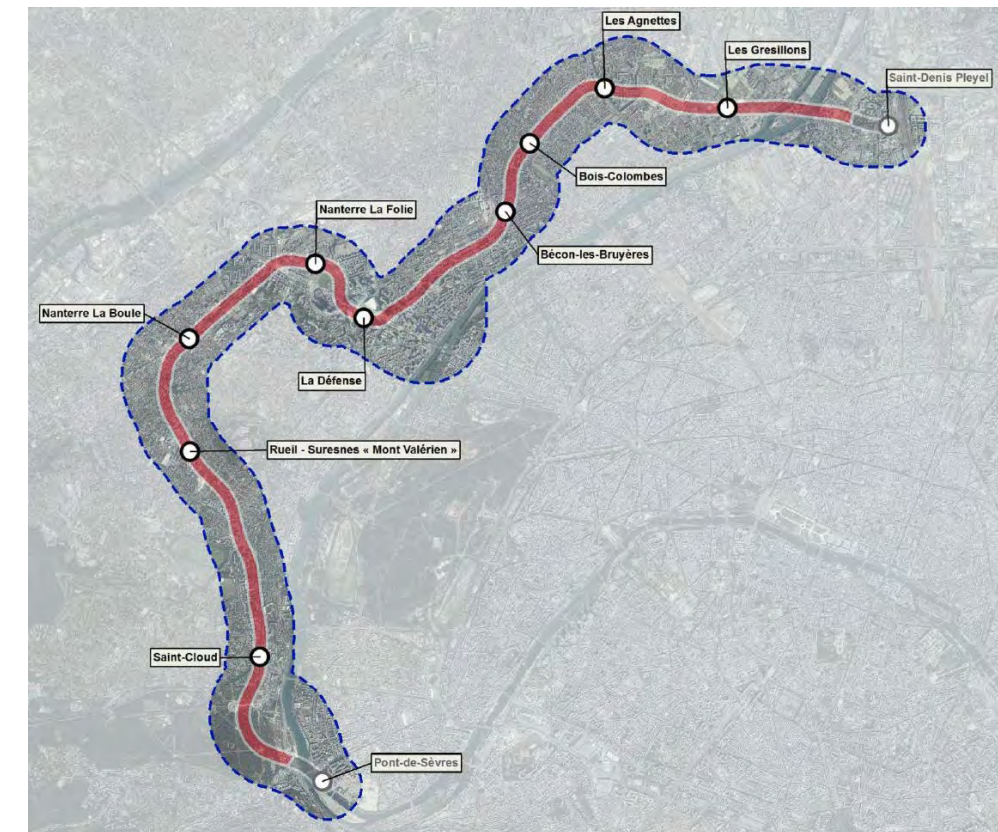 Les Agnettes
Les Gresillons
Saint-Denis Pleyel
Bois-Colombes
Nanterre La Folie
Bécon-les-Bruyères
Nanterre La Boule
La Défense
Rueil - Suresnes « Mont Valérien »
Saint-Cloud
Pont-de-Sèvres